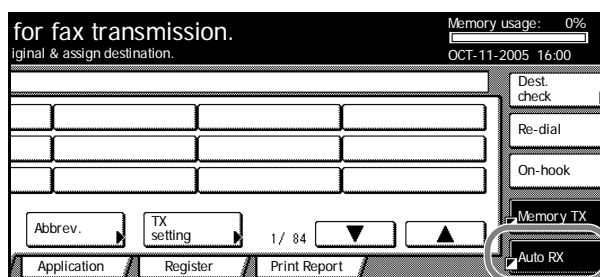 for fax transmission.
Memory usage: 0%
iginal & assign destination.
OCT-11-2005 16:00
Dest.
check
Re-dial
On-hook
Memory TX
Auto RX
Abbrev.
TX
setting
1/ 84
Application
Register
Print Report